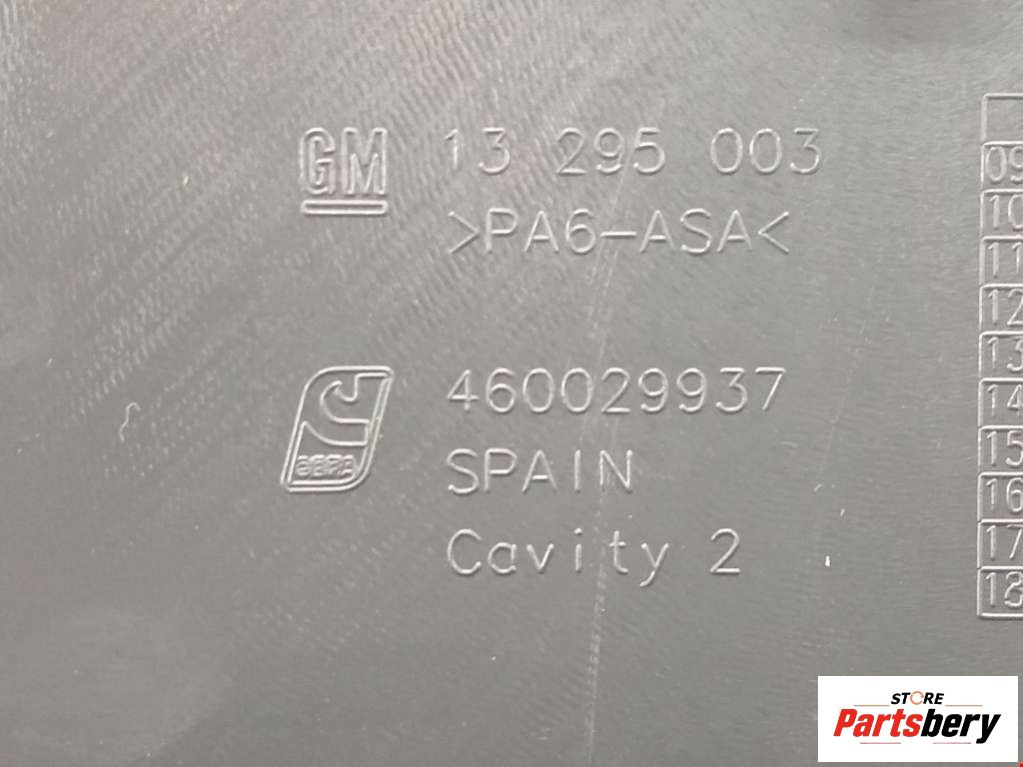 GM 13 295 003
>PA6-ASA<
460029937
SPAIN
Cavity 2
09
10
11
12
13
14
15
16
17
18
STORE
Partsbery